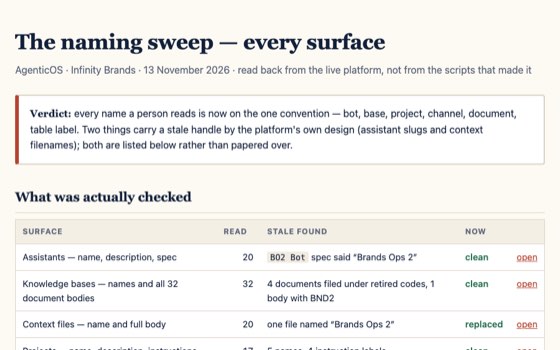 The naming sweep — every surface
AgenticOS · Infinity Brands · 13 November 2026 · read back from the live platform, not from the scripts that made it
Verdict: every name a person reads is now on the one convention — bot, base, project, channel, document,
table label. Two things carry a stale handle by the platform's own design (assistant slugs and context
filenames); both are listed below rather than papered over.
What was actually checked
SURFACE READ STALE FOUND NOW
Assistants — name, description, spec 20 B02 Bot spec said "Brands Ops 2" clean open
Knowledge bases — names and all 32 32 4 documents filed under retired codes, 1 clean open
document bodies body with BND2
Context files — name and full body 20 one file named "Brands Ops 2" replaced open